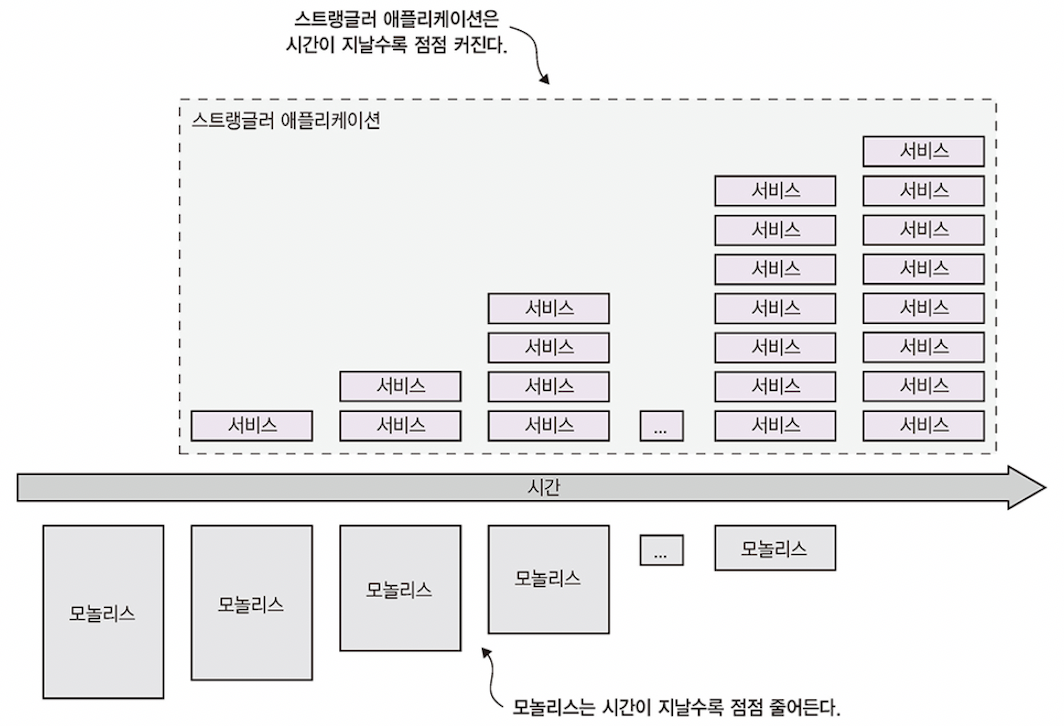 스트랭글러 애플리케이션은
시간이 지날수록 점점 커진다.
스트랭글러 애플리케이션
서비스
서비스 서비스
서비스 서비스
서비스 서비스
서비스 서비스 서비스
서비스 서비스 서비스
서비스 서비스 서비스 서비스
서비스 서비스 서비스 ... 서비스 서비스
시간
모놀리스 모놀리스 모놀리스 모놀리스 ... 모놀리스
모놀리스는 시간이 지날수록 점점 줄어든다.